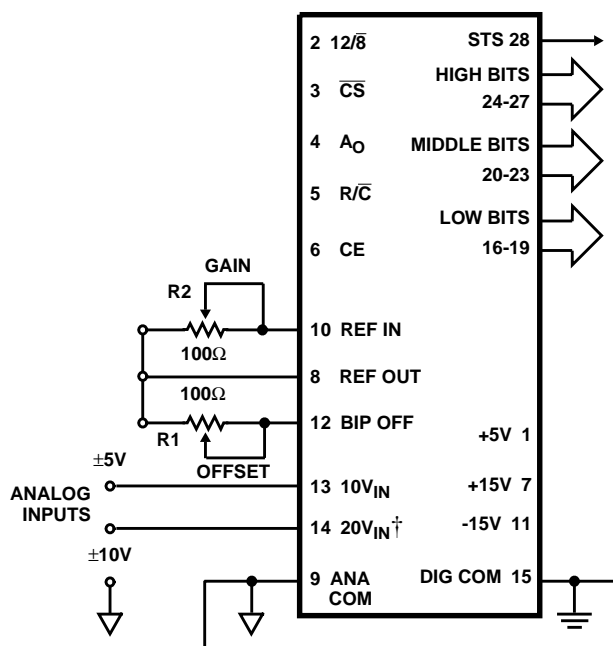 2 12/8̅
STS 28
HIGH BITS
24-27
3 C̅S̅
4 AO
MIDDLE BITS
20-23
5 R/C̅
LOW BITS
16-19
6 CE
GAIN
R2
100Ω
10 REF IN
8 REF OUT
100Ω
R1
OFFSET
12 BIP OFF
+5V 1
±5V
ANALOG
INPUTS
13 10VIN
+15V 7
14 20VIN†
-15V 11
±10V
9 ANA
COM
DIG COM 15